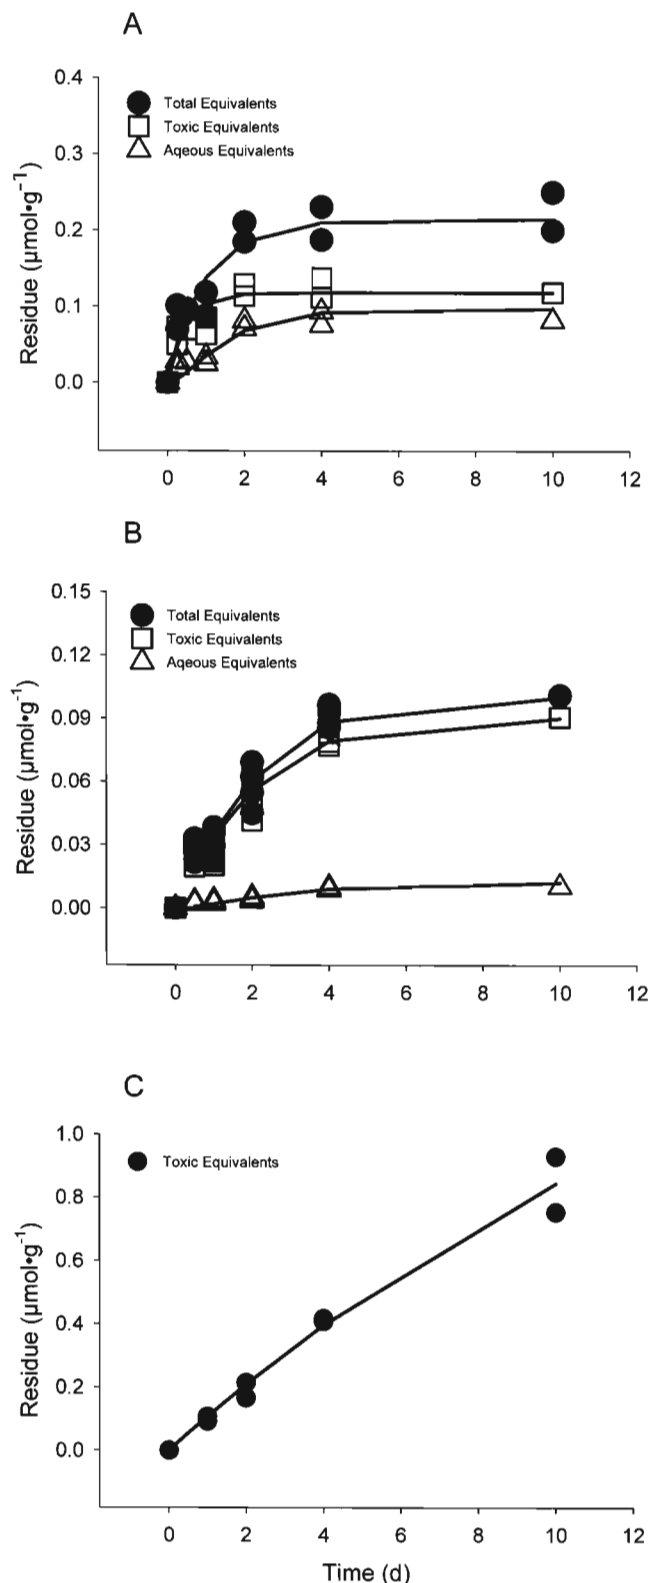 A
0.4
Total Equivalents
Toxic Equivalents
Aqeous Equivalents
0.3
0.2
0.1
0.0
Residue (µmol•g⁻¹)
0 2 4 6 8 10 12
B
0.15
Total Equivalents
Toxic Equivalents
Aqeous Equivalents
0.12
0.09
0.06
0.03
0.00
Residue (µmol•g⁻¹)
0 2 4 6 8 10 12
C
1.0
Toxic Equivalents
0.8
0.6
0.4
0.2
0.0
Residue (µmol•g⁻¹)
0 2 4 6 8 10 12
Time (d)